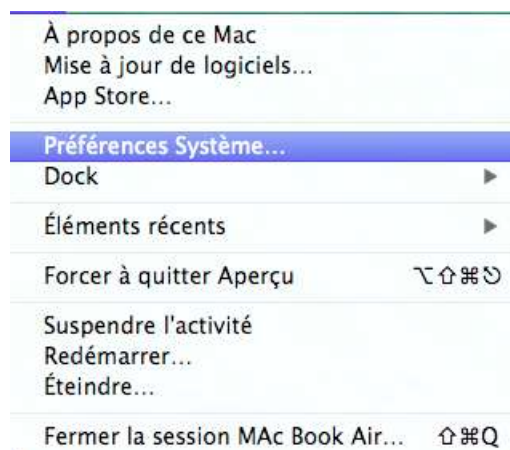 À propos de ce Mac
Mise à jour de logiciels...
App Store...
Préférences Système...
Dock ▶
Éléments récents ▶
Forcer à quitter Aperçu ⌥⇧⌘⎋
Suspendre l'activité
Redémarrer...
Éteindre...
Fermer la session MAc Book Air... ⇧⌘Q